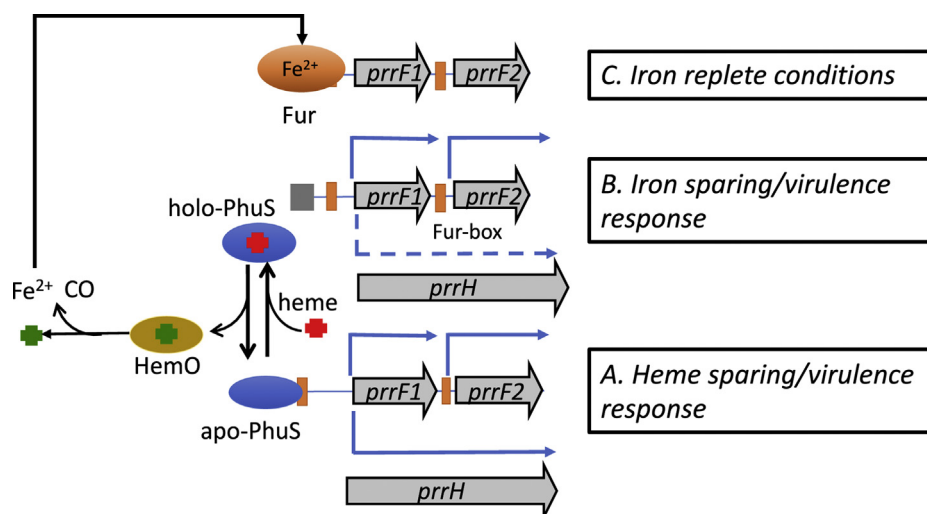 Fe²⁺
prrF1
prrF2
C. Iron replete conditions
Fur
holo-PhuS
prrF1
prrF2
B. Iron sparing/virulence
response
Fur-box
Fe²⁺ CO
heme
prrH
HemO
prrF1
prrF2
A. Heme sparing/virulence
response
apo-PhuS
prrH